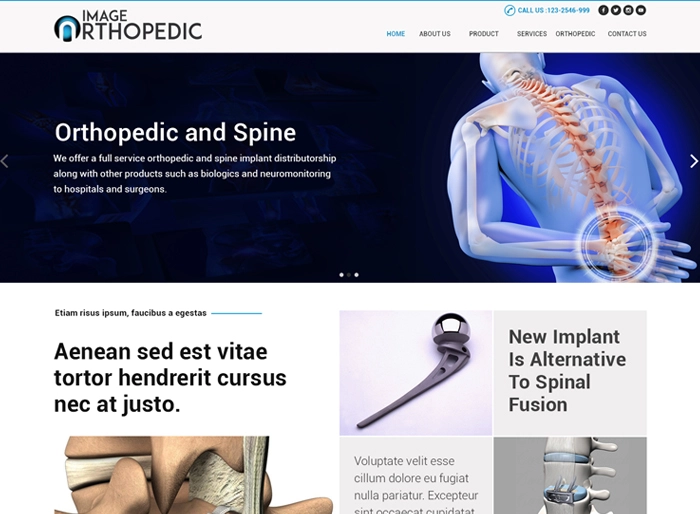 CALL US :123-2546-999
IMAGE
ORTHOPEDIC
HOME ABOUT US PRODUCT SERVICES ORTHOPEDIC CONTACT US
Orthopedic and Spine
We offer a full service orthopedic and spine implant distributorship
along with other products such as biologics and neuromonitoring
to hospitals and surgeons.
Etiam risus ipsum, faucibus a egestas
Aenean sed est vitae
tortor hendrerit cursus
nec at justo.
New Implant
Is Alternative
To Spinal
Fusion
Voluptate velit esse
cillum dolore eu fugiat
nulla pariatur. Excepteur
sint occaecat cupidatat